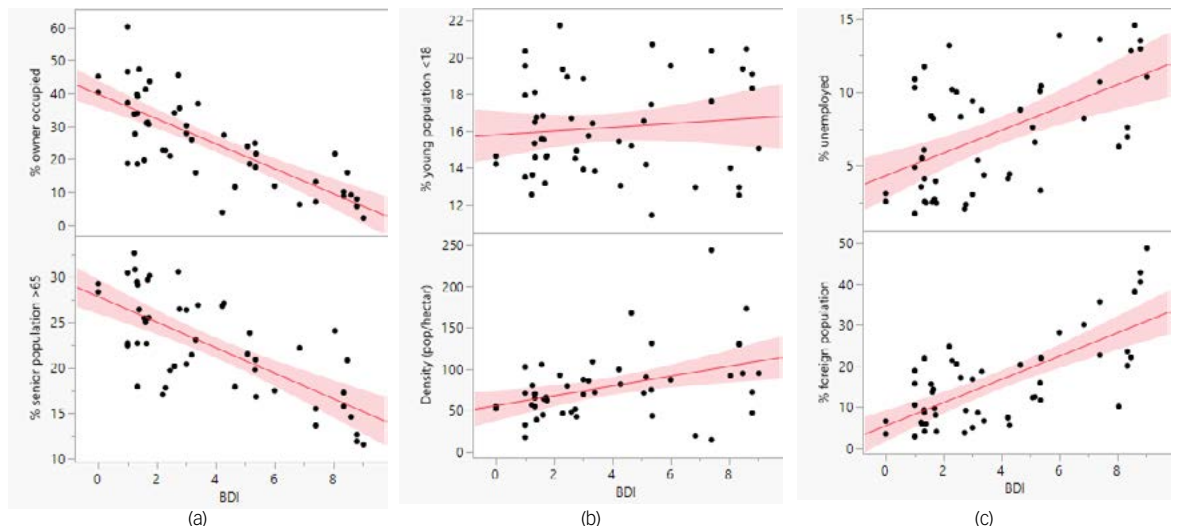 % owner occupied
60
50
40
30
20
10
0
% senior population >65
30
25
20
15
10
0 2 4 6 8
BDI
(a)
% young population <18
22
20
18
16
14
12
Density (pop/hectar)
250
200
150
100
50
0
0 2 4 6 8
BDI
(b)
% unemployed
15
10
5
% foreign population
50
40
30
20
10
0
0 2 4 6 8
BDI
(c)